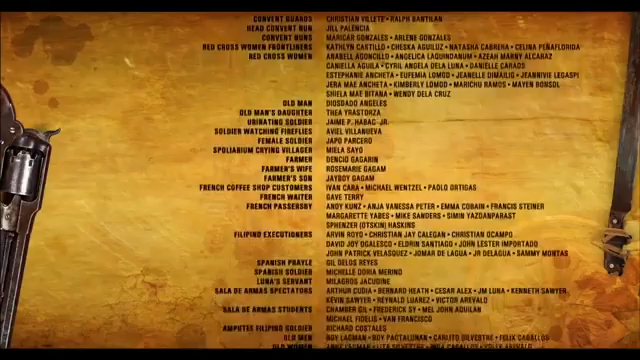 CONVENT GUARDS CHRISTIAN VILLETE • RALPH BANTILAN
HEAD CONVENT NUN JILL PALENCIA
CONVENT NUNS MARICAR GONZALES • ARLENE GONZALES
RED CROSS WOMEN FRONTLINERS KATHLYN CASTILLO • CHESKA AGUILUZ • NATASHA CABRERA • CELINA PEÑAFLORIDA
RED CROSS WOMEN ANABELL AGONCILLO • ANGELICA LAQUINDANUM • AZEAH MARNY ALCARAZ
CANIELLA AGUILA • CYRIL ANGELA DELA LUNA • DANIELLE CARAOS
ESTEPHANIE ANCHETA • EUFEMIA LOMOD • JEANELLE DIMAILIG • JEANNIVIE LEGASPI
JERA MAE ANCHETA • KIMBERLY LOMOD • MARICHU RAMOS • MAYEN BONSOL
SHIELA MAE BITANA • WENDY DELA CRUZ
OLD MAN DIOSDADO ANGELES
OLD MAN'S DAUGHTER THEA YRASTORZA
URINATING SOLDIER JAIME P. HABAC JR.
SOLDIER WATCHING FIREFLIES AVIEL VILLANUEVA
FEMALE SOLDIER JAPO PARCERO
SPOLIARIUM CRYING VILLAGER MIELA SAYO
FARMER DENCIO GAGARIN
FARMER'S WIFE ROSEMARIE GAGAM
FARMER'S SON JAYBOY GAGAM
FRENCH COFFEE SHOP CUSTOMERS IVAN CARA • MICHAEL WENTZEL • PAOLO ORTIGAS
FRENCH WAITER GAVE TERRY
FRENCH PASSERSBY ANDY KUNZ • ANJA VANESSA PETER • EMMA COBAIN • FRANCIS STEINER
MARGARETTE YABES • MIKE SANDERS • SIMIN YAZDANPARAST
SPHENZER (OTSKIN) HASKINS
FILIPINO EXECUTIONERS ARVIN ROYO • CHRISTIAN JAY CALEGAN • CHRISTIAN OCAMPO
DAVID JOY OGALESCO • ELDRIN SANTIAGO • JOHN LESTER IMPORTADO
JOHN PATRICK VELASQUEZ • JOMAR DE LAGUA • JR DELAGUIA • SAMMY MONTAS
SPANISH PRAYLE GIL DELOS REYES
SPANISH SOLDIER MICHELLE DORIA MERINO
LUNA'S SERVANT MILAGROS JACUDINE
SALA DE ARMAS SPECTATORS ARTHUR CUDIA • BERNARD HEATH • CESAR ALEX • JM LUNA • KENNETH SAWYER
KEVIN SAWYER • REYNALD LUAREZ • VICTOR AREVALO
SALA DE ARMAS STUDENTS CHAMBER GIL • FREDERICK SY • MEL JOHN AQUILAN
MICHAEL FIDELIS • VAN FRANCISCO
AMPUTEE FILIPINO SOLDIER RICHARD COSTALES
OLD MEN BOY LAGMAN • BOY PAGTALUNAN • CARLITO SILVESTRE • FELIX CABALLOS
OLD WOMEN